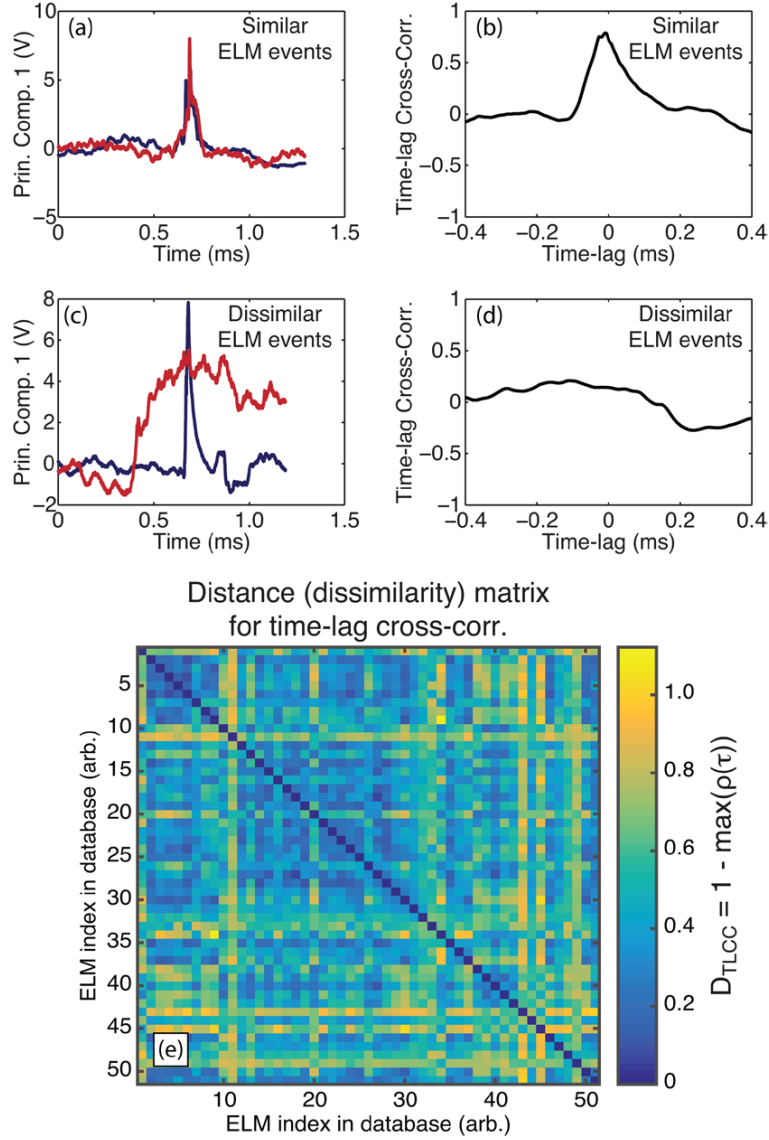 (a)
Similar
ELM events
Prin. Comp. 1 (V)
10
5
0
−5
0
0.5
1
1.5
Time (ms)
(b)
Similar
ELM events
Time-lag Cross-Corr.
1
0.5
0
−0.5
−1
−0.4
−0.2
0
0.2
0.4
Time-lag (ms)
(c)
Dissimilar
ELM events
Prin. Comp. 1 (V)
8
6
4
2
0
−2
0
0.5
1
1.5
Time (ms)
(d)
Dissimilar
ELM events
Time-lag Cross-Corr.
1
0.5
0
−0.5
−1
−0.4
−0.2
0
0.2
0.4
Time-lag (ms)
Distance (dissimilarity) matrix
for time-lag cross-corr.
ELM index in database (arb.)
5
10
15
20
25
30
35
40
45
50
(e)
10
20
30
40
50
ELM index in database (arb.)
1.0
0.8
0.6
0.4
0.2
0
DTLCC = 1 - max(ρ(τ))